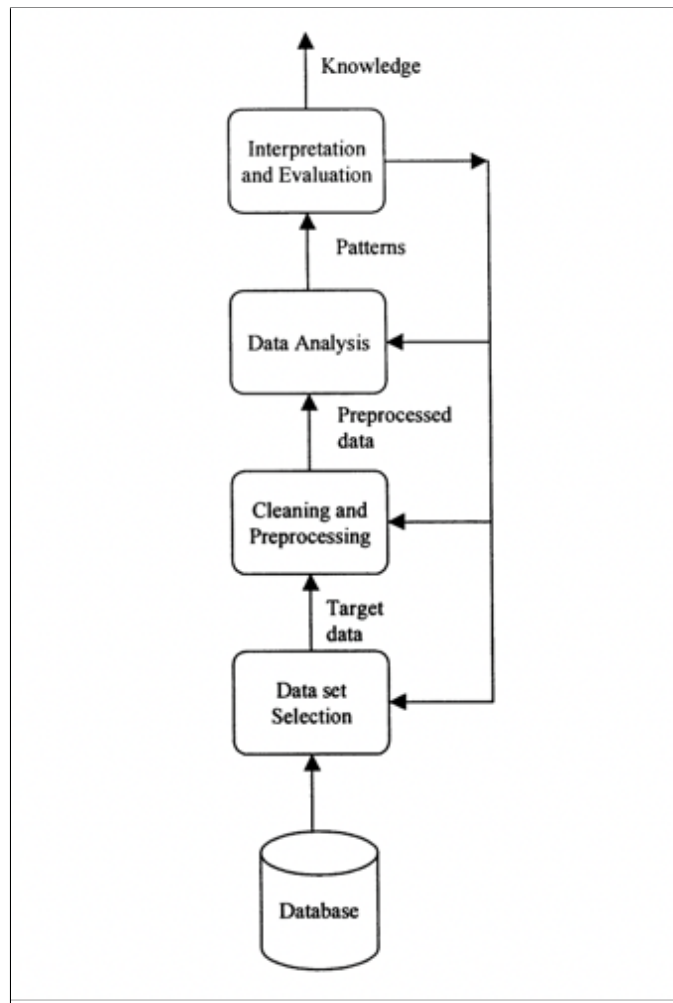 Knowledge
Interpretation
and Evaluation
Patterns
Data Analysis
Preprocessed
data
Cleaning and
Preprocessing
Target
data
Data set
Selection
Database